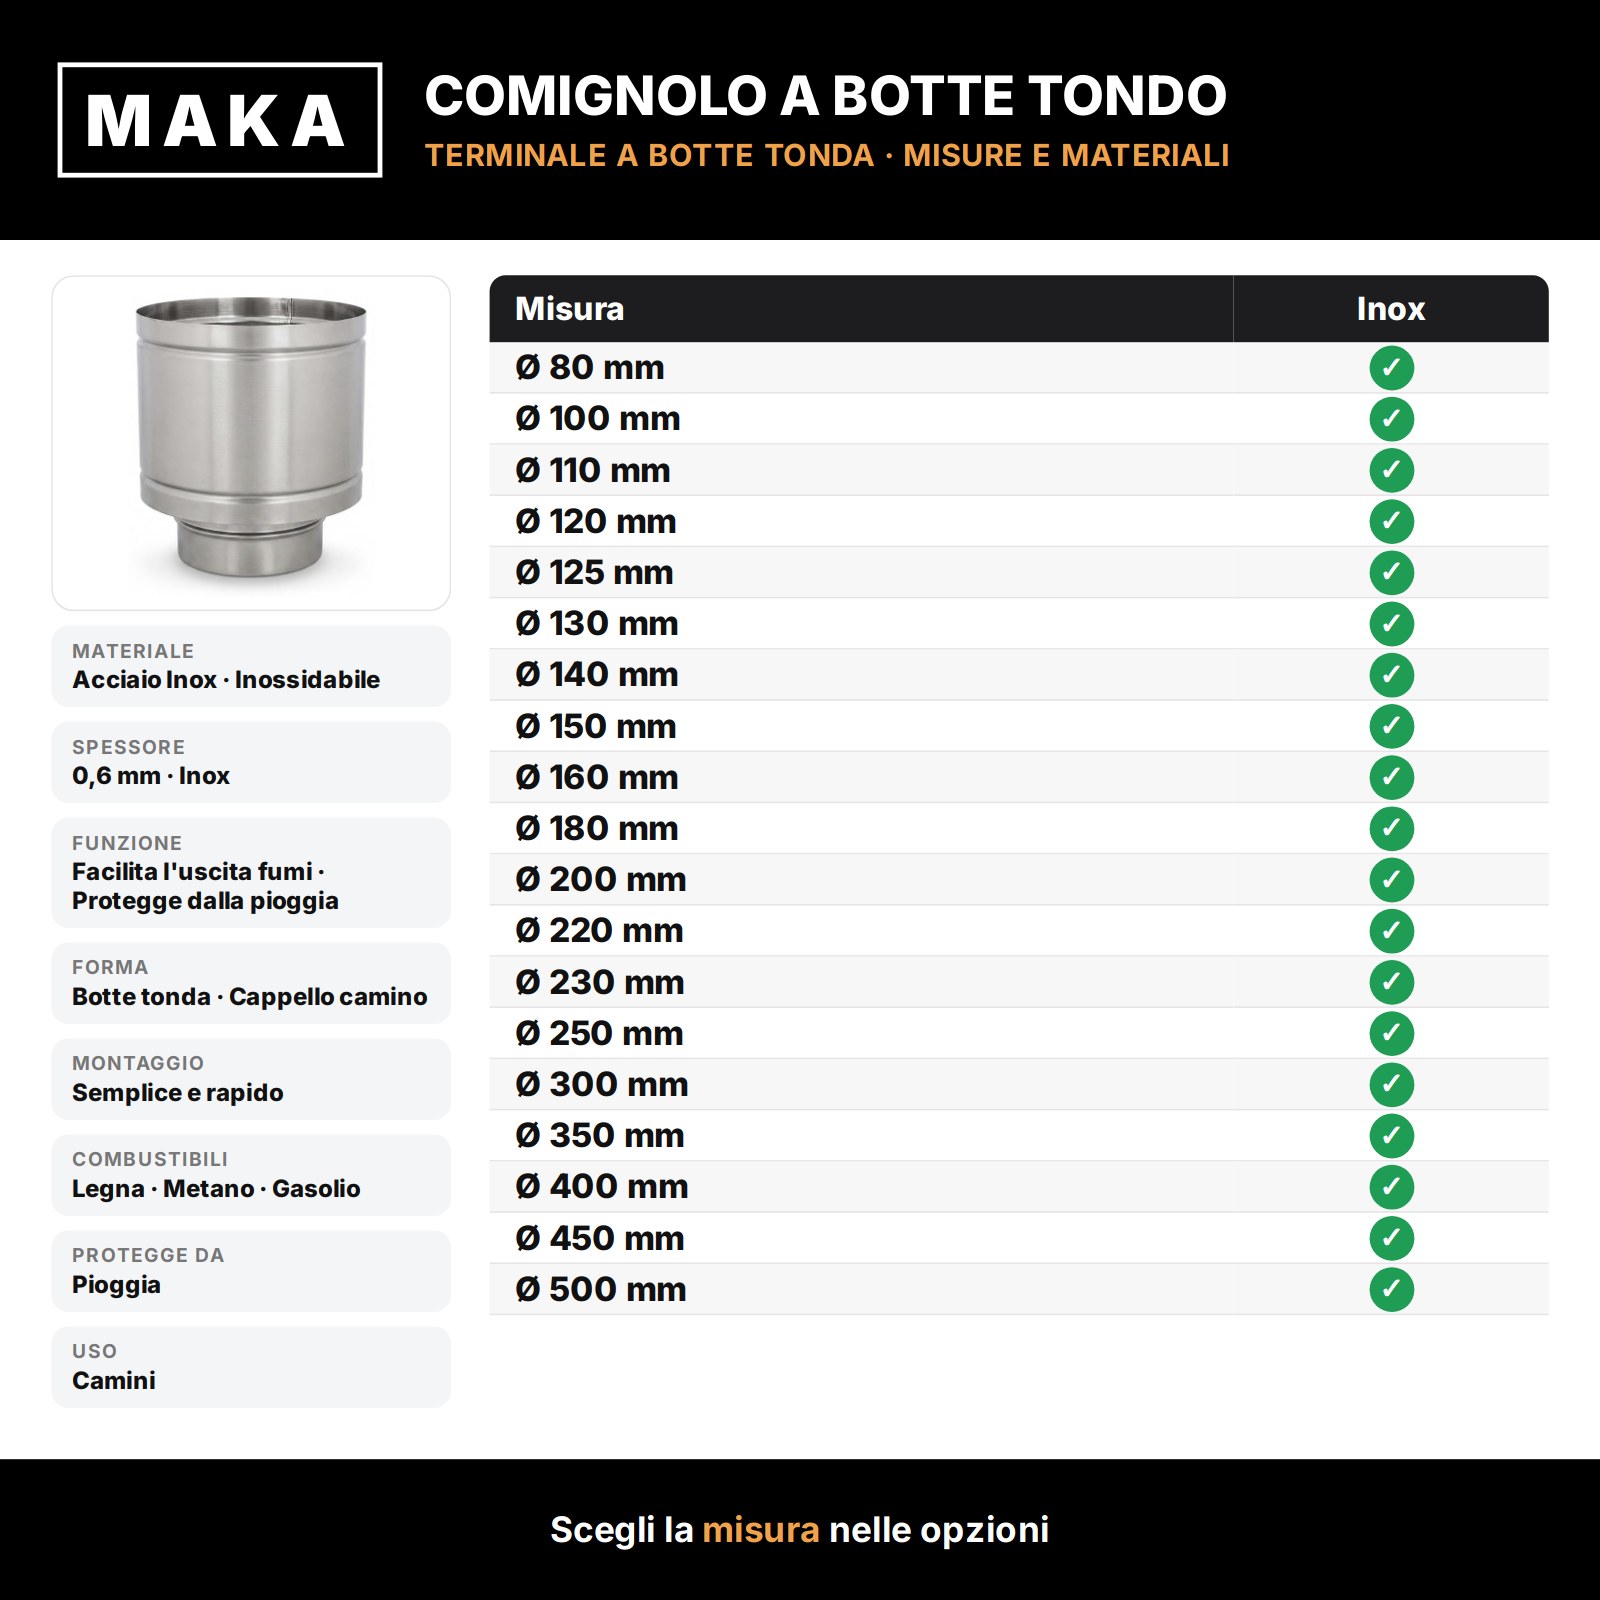 MAKA
COMIGNOLO A BOTTE TONDO
TERMINALE A BOTTE TONDA · MISURE E MATERIALI
MATERIALE
Acciaio Inox · Inossidabile
SPESSORE
0,6 mm · Inox
FUNZIONE
Facilita l'uscita fumi ·
Protegge dalla pioggia
FORMA
Botte tonda · Cappello camino
MONTAGGIO
Semplice e rapido
COMBUSTIBILI
Legna · Metano · Gasolio
PROTEGGE DA
Pioggia
USO
Camini
Misura Inox
Ø 80 mm ✓
Ø 100 mm ✓
Ø 110 mm ✓
Ø 120 mm ✓
Ø 125 mm ✓
Ø 130 mm ✓
Ø 140 mm ✓
Ø 150 mm ✓
Ø 160 mm ✓
Ø 180 mm ✓
Ø 200 mm ✓
Ø 220 mm ✓
Ø 230 mm ✓
Ø 250 mm ✓
Ø 300 mm ✓
Ø 350 mm ✓
Ø 400 mm ✓
Ø 450 mm ✓
Ø 500 mm ✓
Scegli la misura nelle opzioni